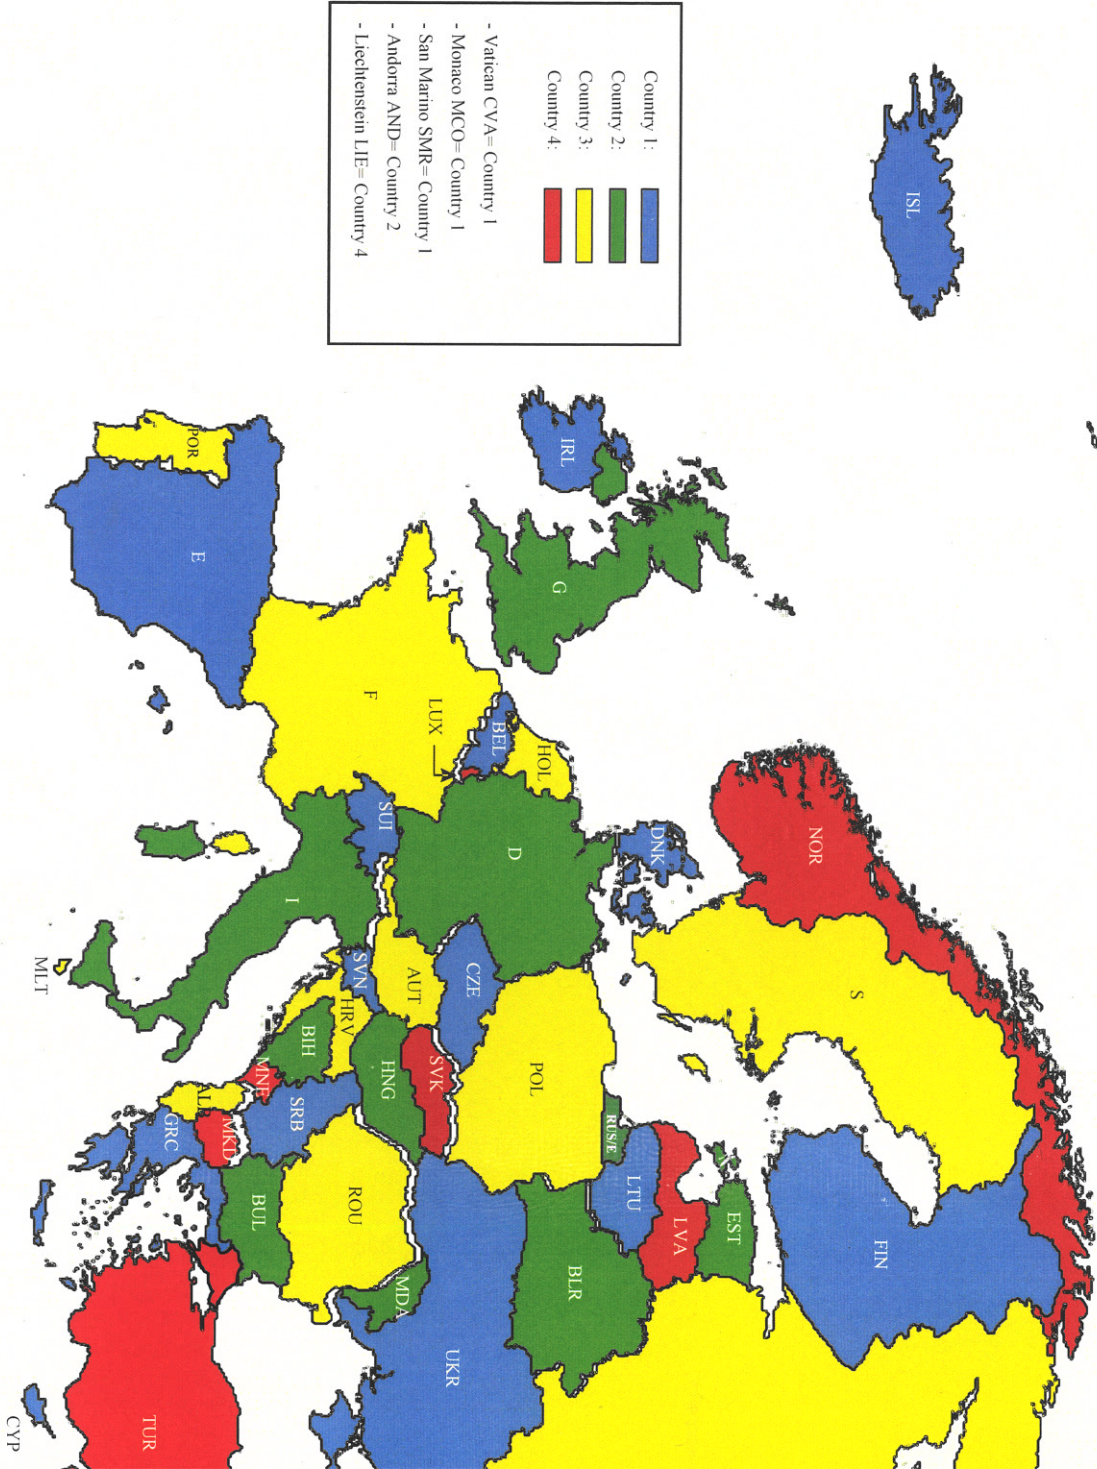 Country 1:
Country 2:
Country 3:
Country 4:
- Vatican CVA= Country 1
- Monaco MCO= Country 1
- San Marino SMR= Country 1
- Andorra AND= Country 2
- Liechtenstein LIE= Country 4
ISL
NOR
S
FIN
EST
LVA
LTU
RUS/E
DNK
IRL
G
HOL
BEL
LUX
D
POL
BLR
CZE
SVK
UKR
F
SUI
AUT
HNG
MDA
SVN
HRV
ROU
POR
E
I
BIH
SRB
MNE
BUL
MKD
AL
GRC
TUR
MLT
CYP